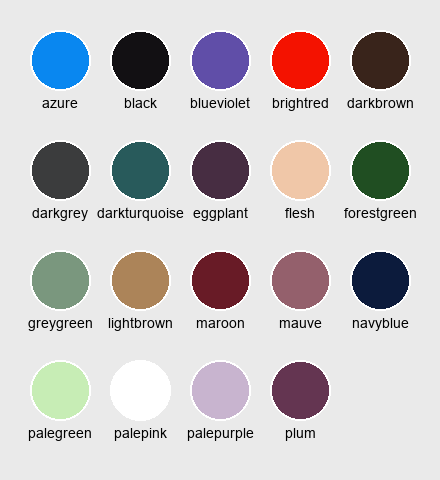 azure black blueviolet brightred darkbrown
darkgrey darkturquoise eggplant flesh forestgreen
greygreen lightbrown maroon mauve navyblue
palegreen palepink palepurple plum